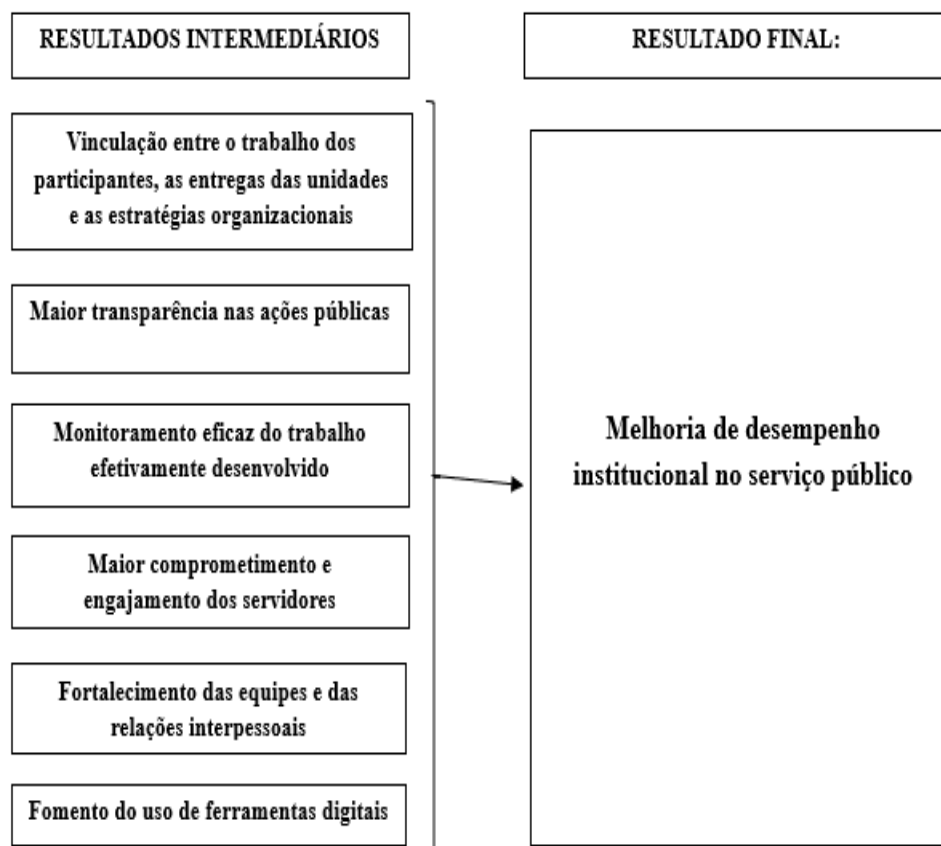 RESULTADOS INTERMEDIÁRIOS
RESULTADO FINAL:
Vinculação entre o trabalho dos
participantes, as entregas das unidades
e as estratégias organizacionais
Maior transparência nas ações públicas
Monitoramento eficaz do trabalho
efetivamente desenvolvido
Maior comprometimento e
engajamento dos servidores
Fortalecimento das equipes e das
relações interpessoais
Fomento do uso de ferramentas digitais
Melhoria de desempenho
institucional no serviço público